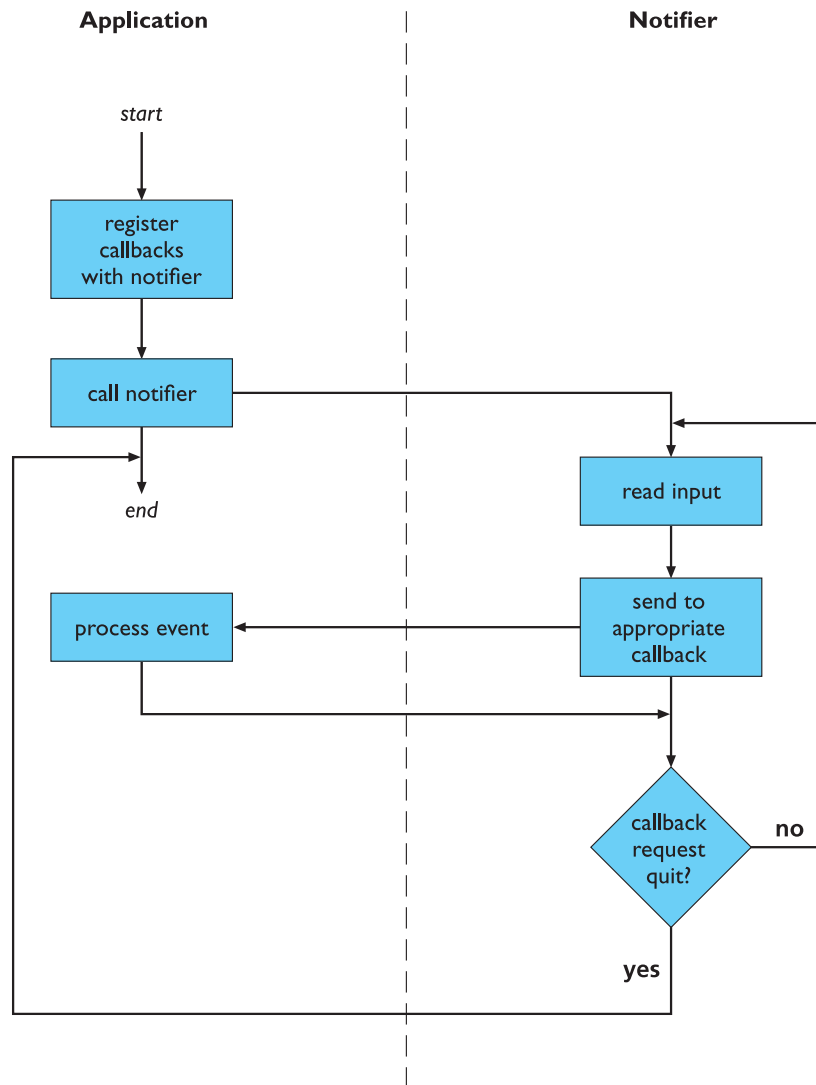 Application
Notifier
start
register
callbacks
with notifier
call notifier
end
read input
process event
send to
appropriate
callback
callback
request
quit?
no
yes